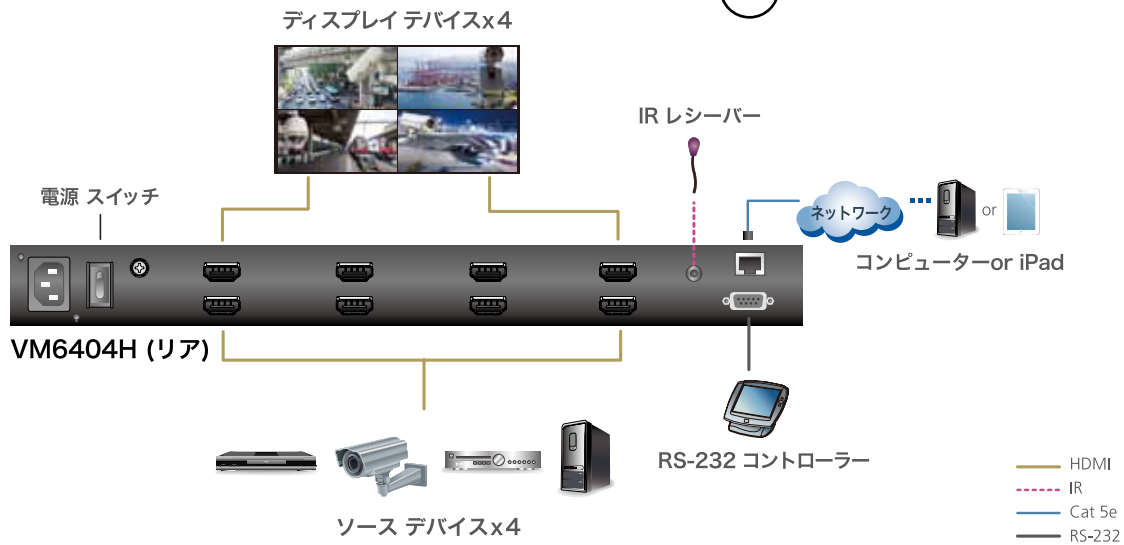 ディスプレイ デバイスx4
IR レシーバー
電源 スイッチ
ネットワーク
or
コンピューターor iPad
VM6404H (リア)
RS-232 コントローラー
ソース デバイスx4
HDMI
IR
Cat 5e
RS-232